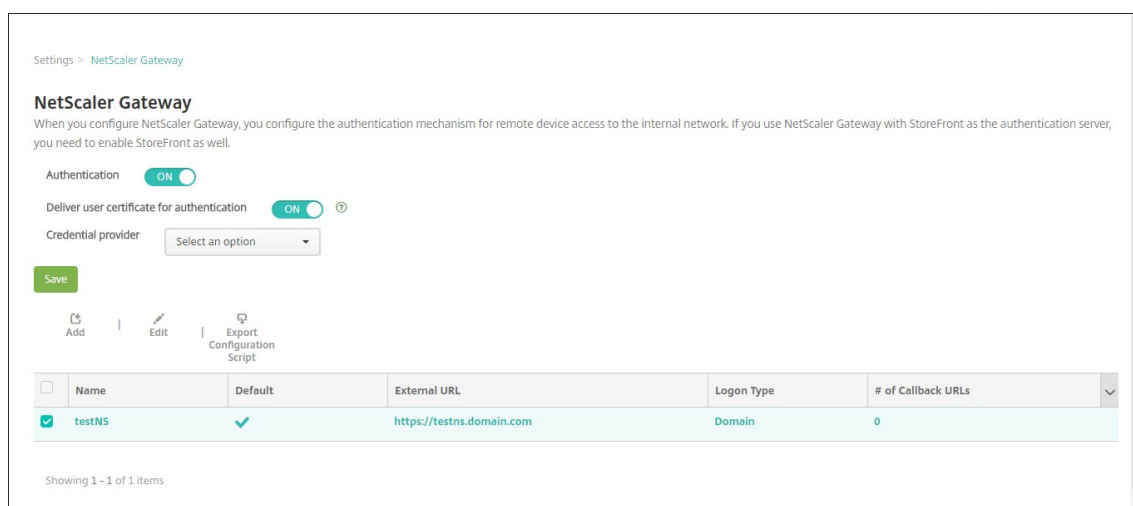 Settings > NetScaler Gateway
NetScaler Gateway
When you configure NetScaler Gateway, you configure the authentication mechanism for remote device access to the internal network. If you use NetScaler Gateway with StoreFront as the authentication server,
you need to enable StoreFront as well.
Authentication ON
Deliver user certificate for authentication ON ?
Credential provider Select an option
Save
Add | Edit | Export
Configuration
Script
Name Default External URL Logon Type # of Callback URLs
testNS https://testns.domain.com Domain 0
Showing 1 - 1 of 1 items